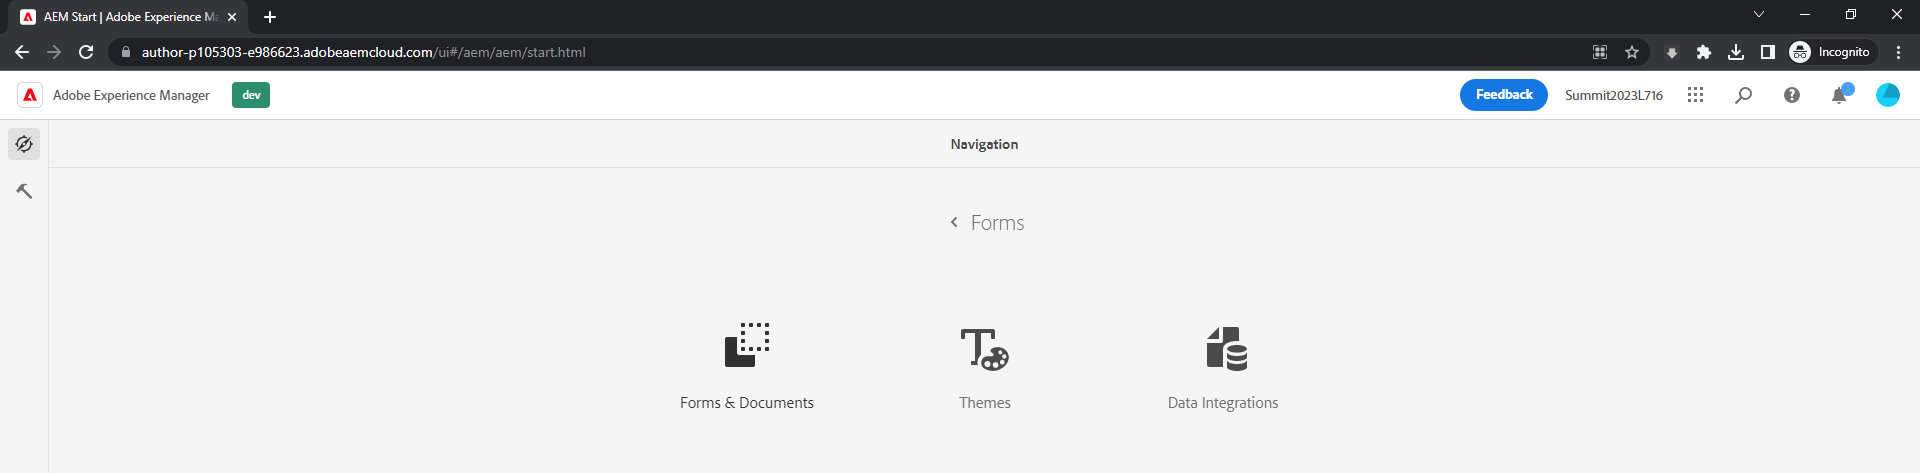 AEM Start | Adobe Experience Ma
author-p105303-e986623.adobeaemcloud.com/ui#/aem/aem/start.html
Incognito
Adobe Experience Manager
dev
Feedback
Summit2023L716
Navigation
Forms
Forms & Documents
Themes
Data Integrations